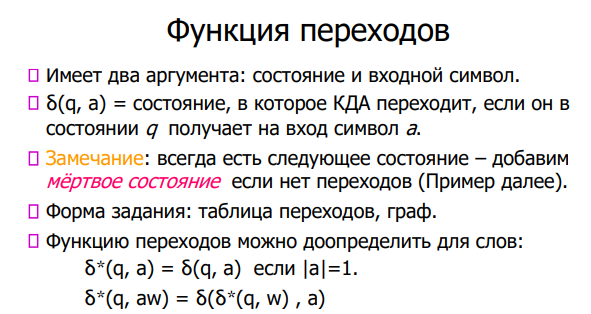 Функция переходов
Имеет два аргумента: состояние и входной символ.
δ(q, a) = состояние, в которое КДА переходит, если он в
состоянии q получает на вход символ a.
Замечание: всегда есть следующее состояние – добавим
мёртвое состояние если нет переходов (Пример далее).
Форма задания: таблица переходов, граф.
Функцию переходов можно доопределить для слов:
δ*(q, a) = δ(q, a) если |a|=1.
δ*(q, aw) = δ(δ*(q, w) , a)